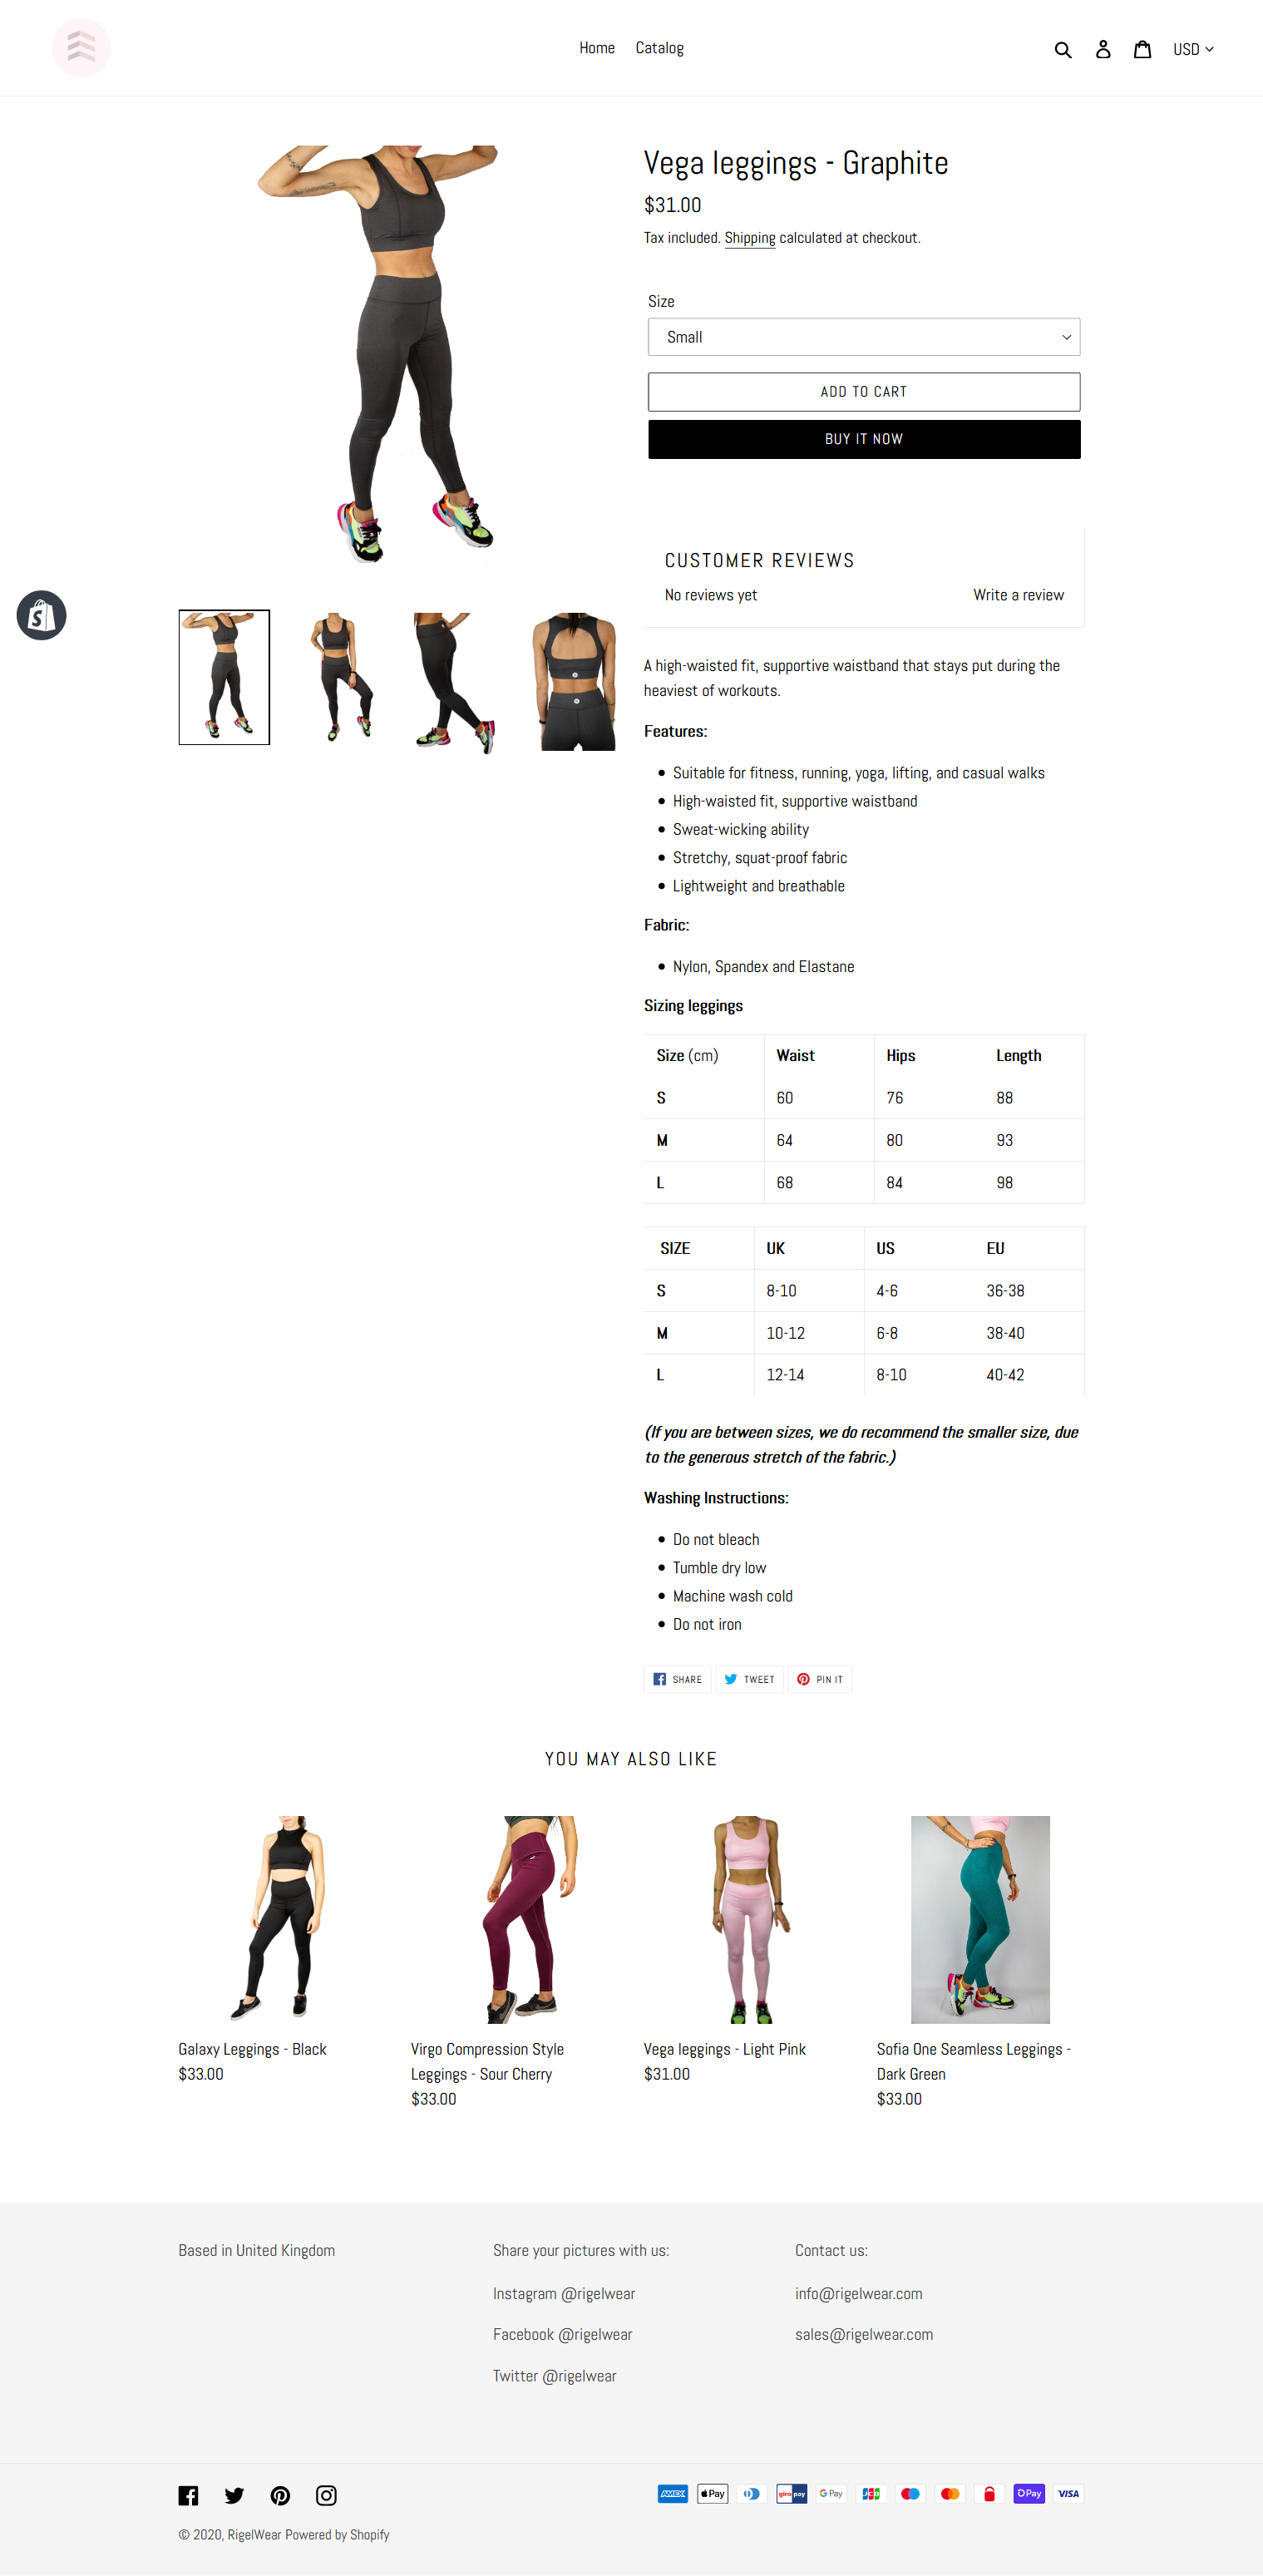 Home Catalog
USD
Vega leggings - Graphite
$31.00
Tax included. Shipping calculated at checkout.
Size
Small
ADD TO CART
BUY IT NOW
CUSTOMER REVIEWS
No reviews yet Write a review
A high-waisted fit, supportive waistband that stays put during the
heaviest of workouts.
Features:
Suitable for fitness, running, yoga, lifting, and casual walks
High-waisted fit, supportive waistband
Sweat-wicking ability
Stretchy, squat-proof fabric
Lightweight and breathable
Fabric:
Nylon, Spandex and Elastane
Sizing leggings
Size (cm) Waist Hips Length
S 60 76 88
M 64 80 93
L 68 84 98
SIZE UK US EU
S 8-10 4-6 36-38
M 10-12 6-8 38-40
L 12-14 8-10 40-42
(If you are between sizes, we do recommend the smaller size, due
to the generous stretch of the fabric.)
Washing Instructions:
Do not bleach
Tumble dry low
Machine wash cold
Do not iron
SHARE TWEET PIN IT
YOU MAY ALSO LIKE
Galaxy Leggings - Black
$33.00
Virgo Compression Style
Leggings - Sour Cherry
$33.00
Vega leggings - Light Pink
$31.00
Sofia One Seamless Leggings -
Dark Green
$33.00
Based in United Kingdom
Share your pictures with us:
Instagram @rigelwear
Facebook @rigelwear
Twitter @rigelwear
Contact us:
info@rigelwear.com
sales@rigelwear.com
AMEX Pay giro pay G Pay JCB Pay VISA
© 2020, RigelWear Powered by Shopify